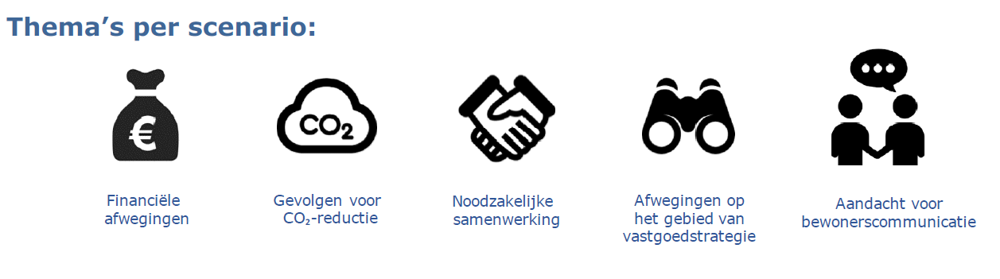 Thema’s per scenario:
€
CO2
Financiële
afwegingen
Gevolgen voor
CO₂-reductie
Noodzakelijke
samenwerking
Afwegingen op
het gebied van
vastgoedstrategie
Aandacht voor
bewonerscommunicatie